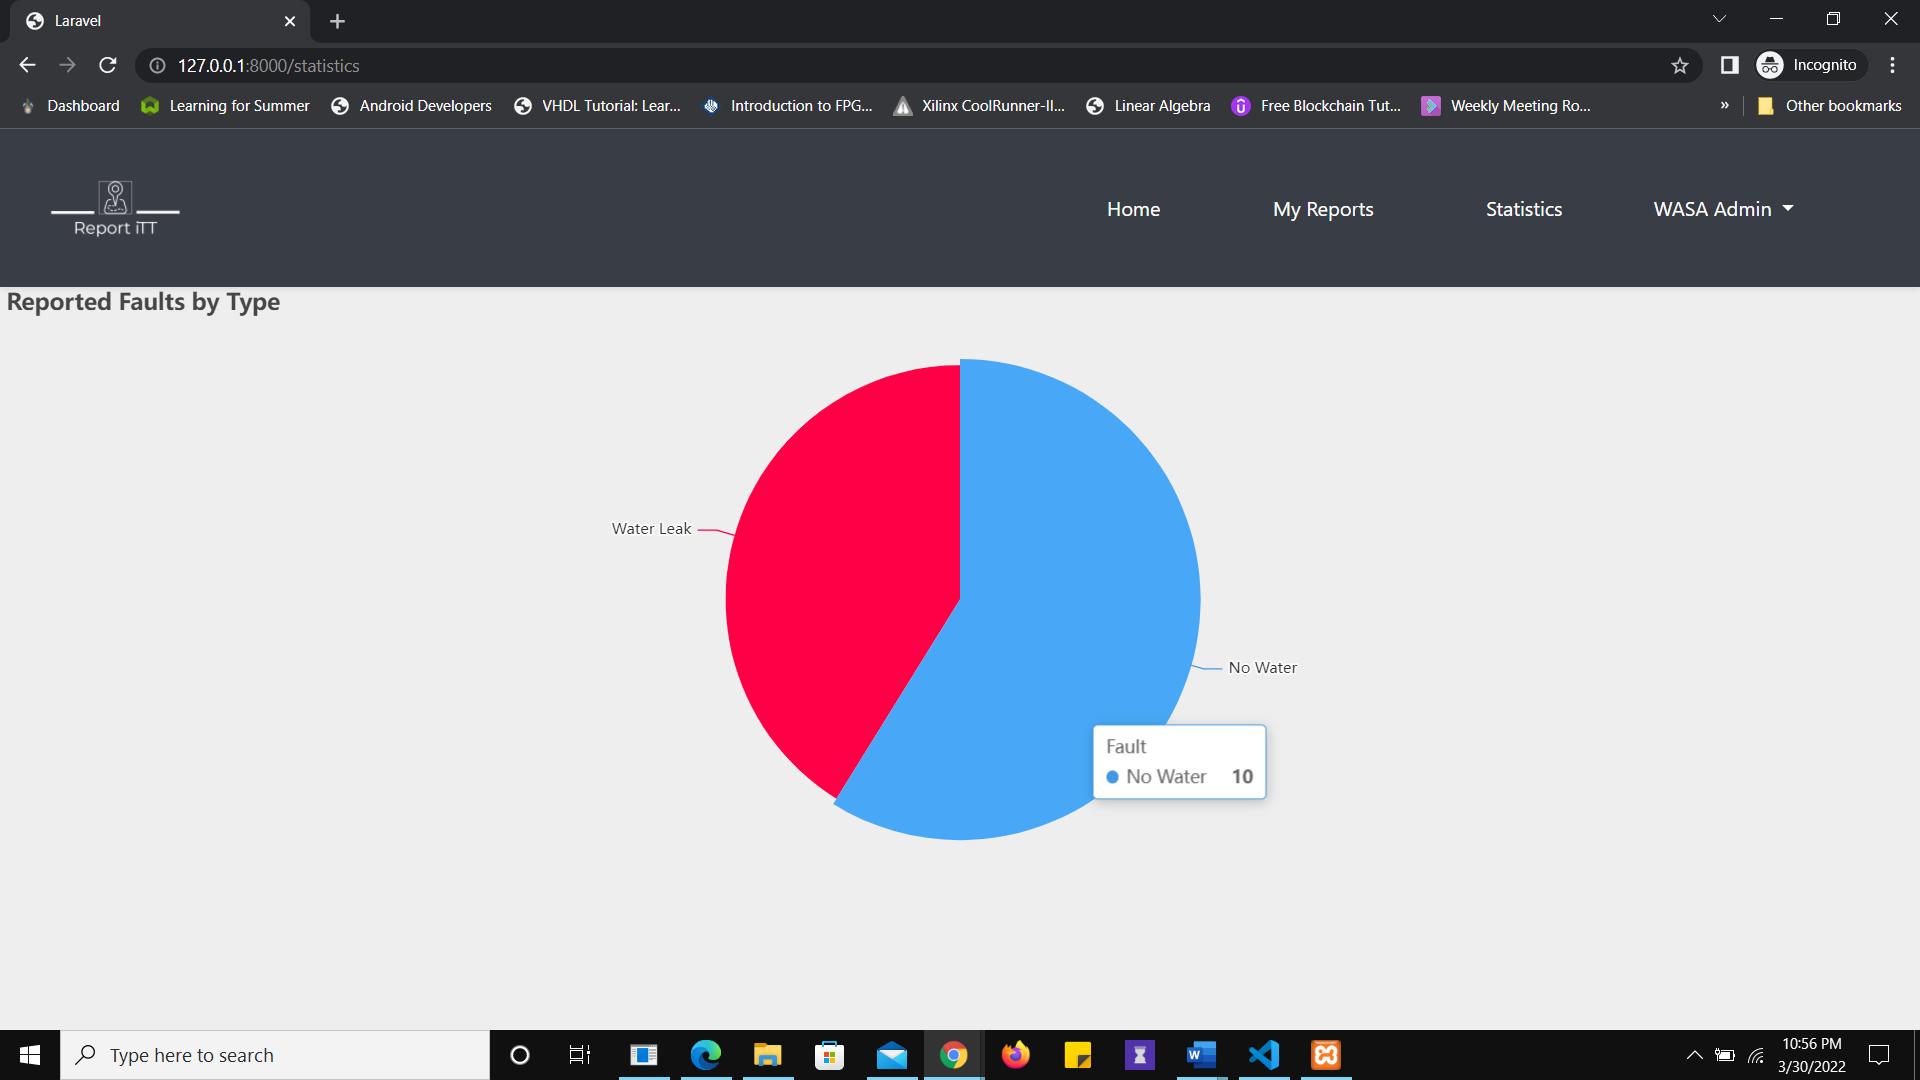 Laravel
127.0.0.1:8000/statistics
Incognito
Dashboard
Learning for Summer
Android Developers
VHDL Tutorial: Lear...
Introduction to FPG...
Xilinx CoolRunner-II...
Linear Algebra
Free Blockchain Tut...
Weekly Meeting Ro...
»
Other bookmarks
Report iTT
Home
My Reports
Statistics
WASA Admin
Reported Faults by Type
Water Leak
No Water
Fault
No Water 10
Type here to search
10:56 PM
3/30/2022